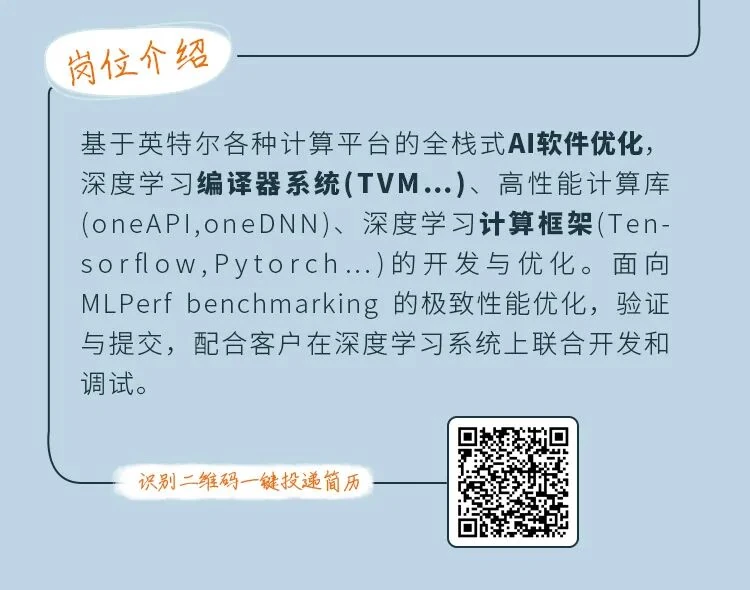 岗位介绍
基于英特尔各种计算平台的全栈式AI软件优化，
深度学习编译器系统(TVM...)、高性能计算库
(oneAPI,oneDNN)、深度学习计算框架(Ten-
sorflow,Pytorch...)的开发与优化。面向
MLPerf benchmarking 的极致性能优化，验证
与提交，配合客户在深度学习系统上联合开发和
调试。
识别二维码一键投递简历